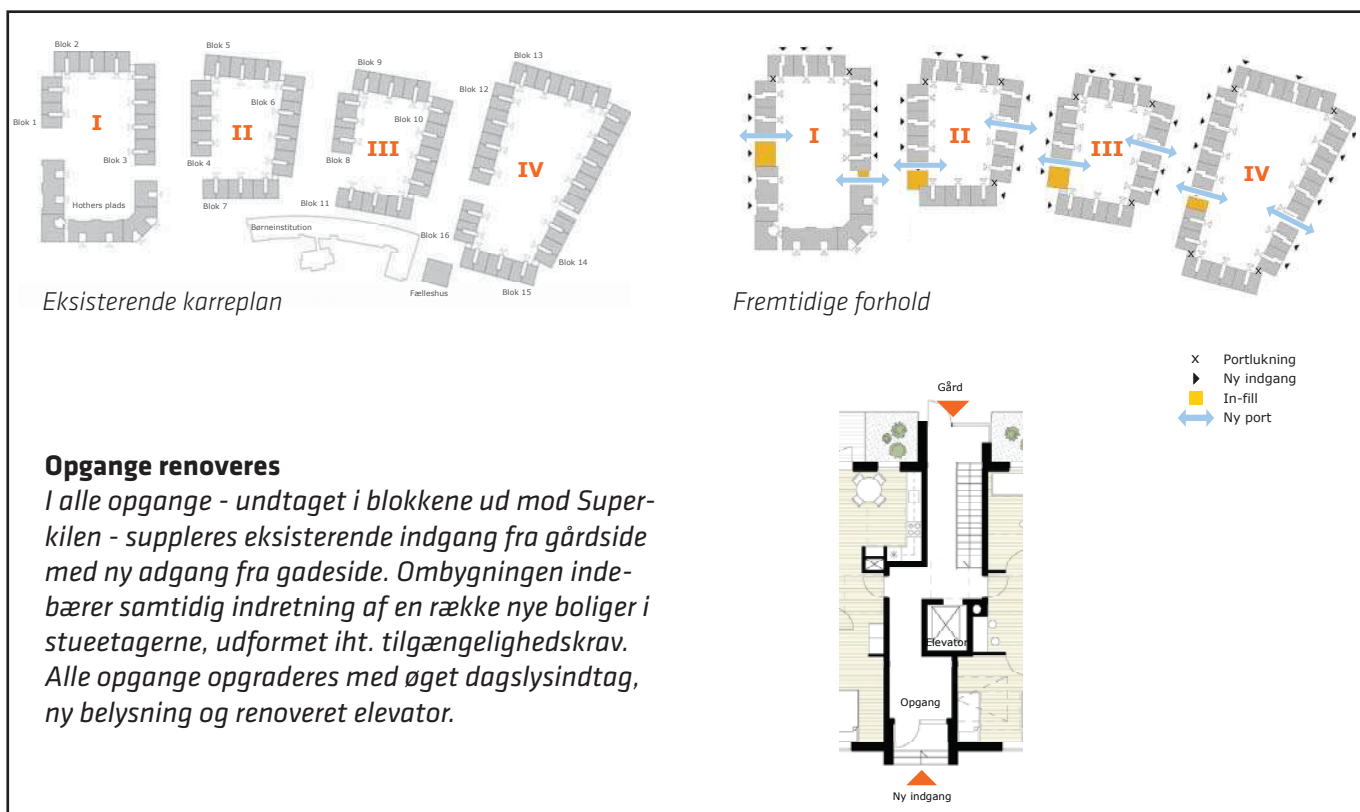 Blok 2
Blok 5
Blok 9
Blok 13
Blok 12
Blok 6
Blok 10
Blok 1
I
II
III
IV
Blok 3
Blok 4
Blok 8
Blok 7
Blok 11
Hothers plads
Børneinstitution
Blok 16
Blok 14
Blok 15
Fælleshus
Eksisterende karreplan
x
x
x
x
x
x
x
I
II
III
IV
x
x
x
x
Fremtidige forhold
x Portlukning
Ny indgang
In-fill
Ny port
Opgange renoveres
I alle opgange - undtaget i blokkene ud mod Super-
kilen - suppleres eksisterende indgang fra gårdside
med ny adgang fra gadeside. Ombygningen inde-
bærer samtidig indretning af en række nye boliger i
stueetagerne, udformet iht. tilgængelighedskrav.
Alle opgange opgraderes med øget dagslysindtag,
ny belysning og renoveret elevator.
Gård
Elevator
Opgang
Ny indgang